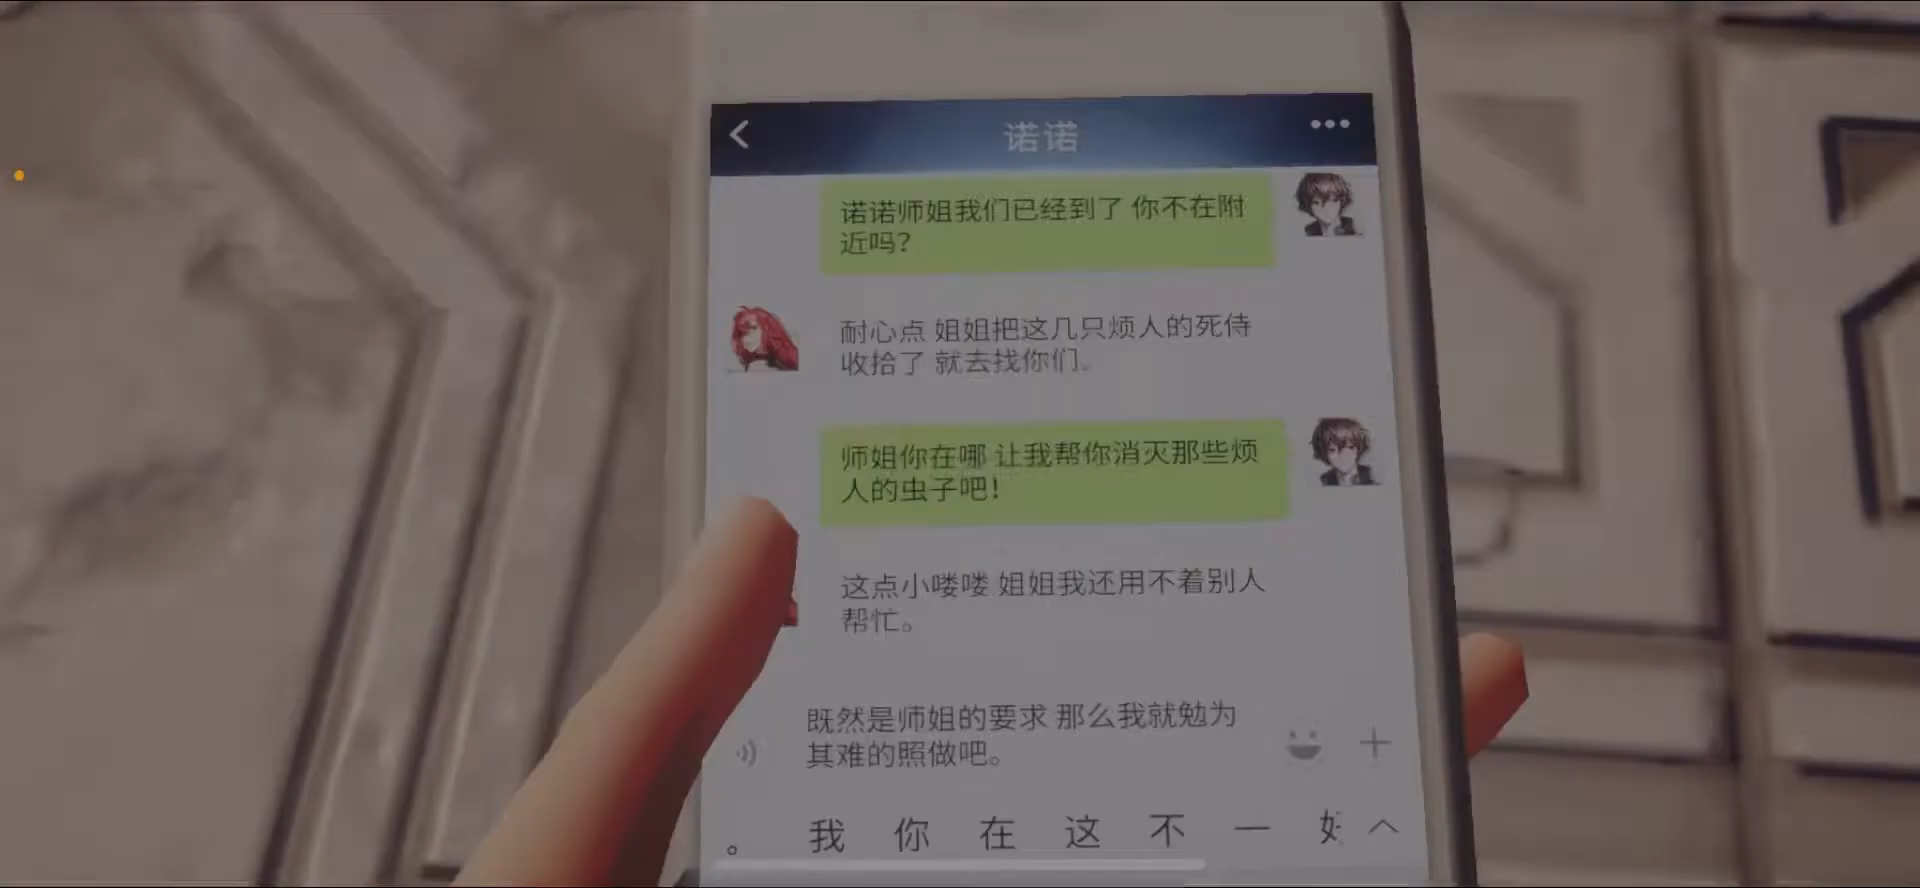 诺诺
诺诺师姐我们已经到了 你不在附
近吗?
耐心点 姐姐把这几只烦人的死侍
收拾了 就去找你们。
师姐你在哪 让我帮你消灭那些烦
人的虫子吧!
这点小喽喽 姐姐我还用不着别人
帮忙。
既然是师姐的要求 那么我就勉为
其难的照做吧。
。 我 你 在 这 不 一